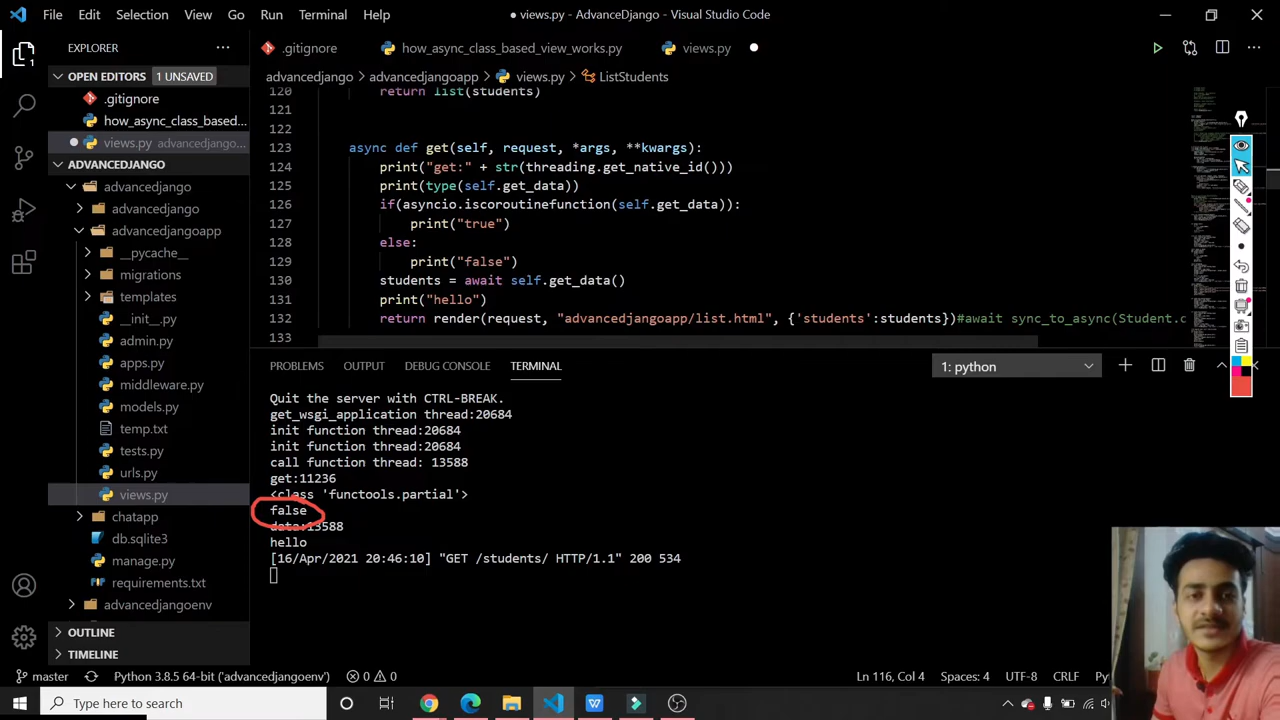 File Edit Selection View Go Run Terminal Help
● views.py - AdvanceDjango - Visual Studio Code
EXPLORER
.gitignore
how_async_class_based_view_works.py
views.py
OPEN EDITORS 1 UNSAVED
.gitignore
how_async_class_based...
views.py advancedjango...
ADVANCEDJANGO
advancedjango
advancedjango
advancedjangoapp
__pycache__
migrations
templates
__init__.py
admin.py
apps.py
middleware.py
models.py
temp.txt
tests.py
urls.py
views.py
chatapp
db.sqlite3
manage.py
requirements.txt
advancedjangoenv
OUTLINE
TIMELINE
1
advancedjango > advancedjangoapp > views.py > ListStudents
120 return list(students)
121
122
123 async def get(self, request, *args, **kwargs):
124 print("get:" + str(threading.get_native_id()))
125 print(type(self.get_data))
126 if(asyncio.iscoroutinefunction(self.get_data)):
127 print("true")
128 else:
129 print("false")
130 students = await self.get_data()
131 print("hello")
132 return render(request, "advancedjangoapp/list.html", {'students':students})#await sync_to_async(Student.c
133
PROBLEMS OUTPUT DEBUG CONSOLE TERMINAL
1: python
Quit the server with CTRL-BREAK.
get_wsgi_application thread:20684
init function thread:20684
init function thread:20684
call function thread: 13588
get:11236
<class 'functools.partial'>
false
data:13588
hello
[16/Apr/2021 20:46:10] "GET /students/ HTTP/1.1" 200 534
master
Python 3.8.5 64-bit ('advancedjangoenv')
0 0
Ln 116, Col 4 Spaces: 4 UTF-8 CRLF Py
Type here to search